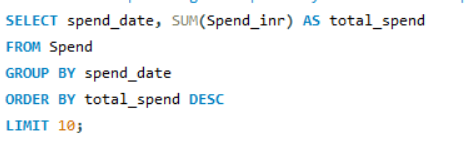 SELECT spend_date, SUM(Spend_inr) AS total_spend
FROM Spend
GROUP BY spend_date
ORDER BY total_spend DESC
LIMIT 10;